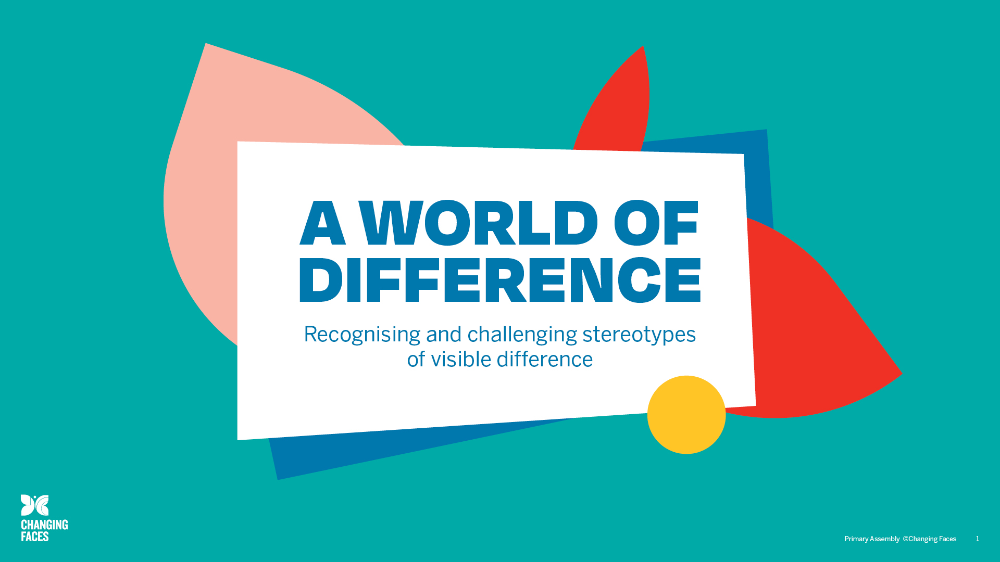 A WORLD OF
DIFFERENCE
Recognising and challenging stereotypes
of visible difference
CHANGING
FACES
Primary Assembly ©Changing Faces 1